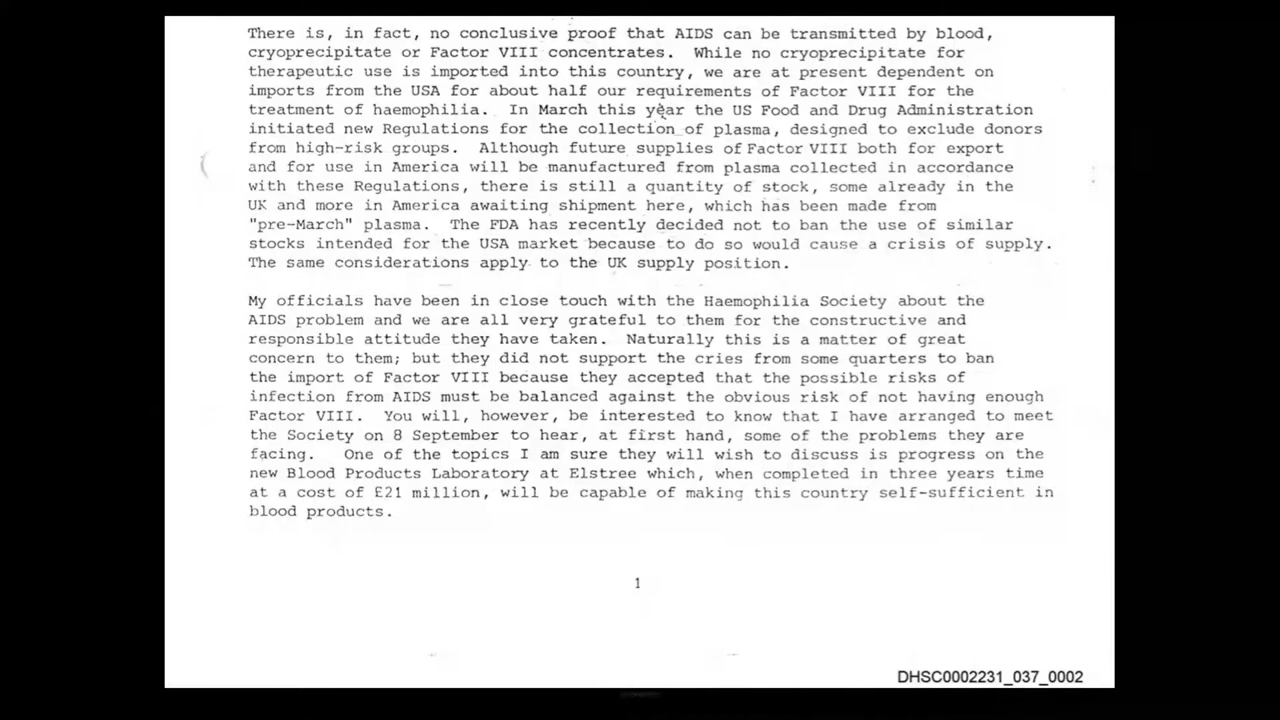 There is, in fact, no conclusive proof that AIDS can be transmitted by blood,
cryoprecipitate or Factor VIII concentrates. While no cryoprecipitate for
therapeutic use is imported into this country, we are at present dependent on
imports from the USA for about half our requirements of Factor VIII for the
treatment of haemophilia. In March this year the US Food and Drug Administration
initiated new Regulations for the collection of plasma, designed to exclude donors
from high-risk groups. Although future supplies of Factor VIII both for export
and for use in America will be manufactured from plasma collected in accordance
with these Regulations, there is still a quantity of stock, some already in the
UK and more in America awaiting shipment here, which has been made from
"pre-March" plasma. The FDA has recently decided not to ban the use of similar
stocks intended for the USA market because to do so would cause a crisis of supply.
The same considerations apply to the UK supply position.
My officials have been in close touch with the Haemophilia Society about the
AIDS problem and we are all very grateful to them for the constructive and
responsible attitude they have taken. Naturally this is a matter of great
concern to them; but they did not support the cries from some quarters to ban
the import of Factor VIII because they accepted that the possible risks of
infection from AIDS must be balanced against the obvious risk of not having enough
Factor VIII. You will, however, be interested to know that I have arranged to meet
the Society on 8 September to hear, at first hand, some of the problems they are
facing. One of the topics I am sure they will wish to discuss is progress on the
new Blood Products Laboratory at Elstree which, when completed in three years time
at a cost of £21 million, will be capable of making this country self-sufficient in
blood products.
1
DHSC0002231_037_0002